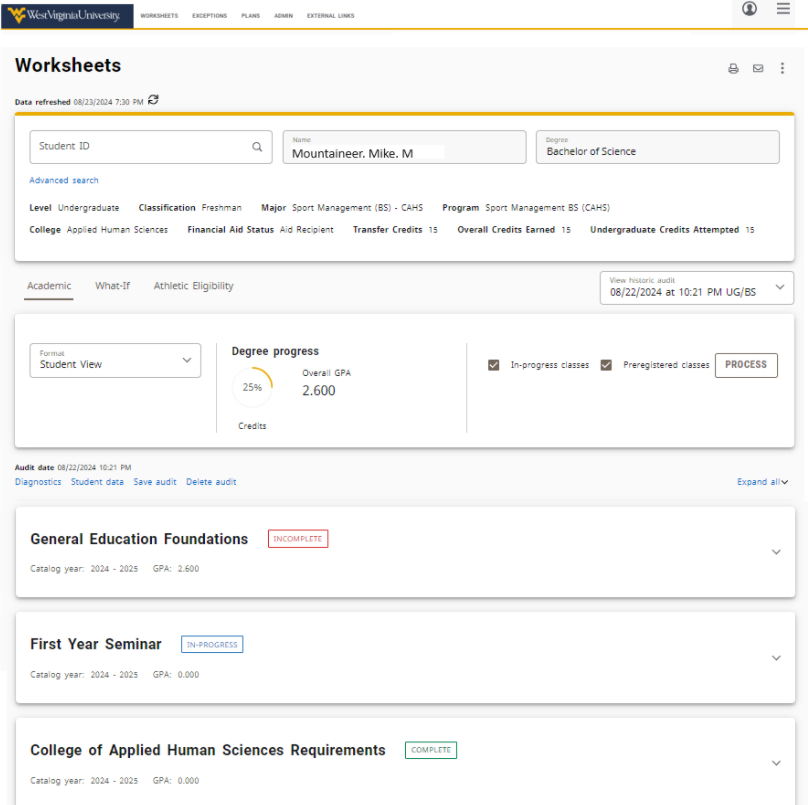 WestVirginiaUniversity. WORKSHEETS EXCEPTIONS PLANS ADMIN EXTERNAL LINKS
Worksheets
Data refreshed 08/23/2024 7:30 PM
Student ID
Name
Mountaineer. Mike. M
Degree
Bachelor of Science
Advanced search
Level Undergraduate Classification Freshman Major Sport Management (BS) - CAHS Program Sport Management BS (CAHS)
College Applied Human Sciences Financial Aid Status Aid Recipient Transfer Credits 15 Overall Credits Earned 15 Undergraduate Credits Attempted 15
Academic What-If Athletic Eligibility
View historic audit
08/22/2024 at 10:21 PM UG/BS
Format
Student View
Degree progress
25%
Credits
Overall GPA
2.600
In-progress classes Preregistered classes PROCESS
Audit date 08/22/2024 10:21 PM
Diagnostics Student data Save audit Delete audit Expand all
General Education Foundations INCOMPLETE
Catalog year: 2024 - 2025 GPA: 2.600
First Year Seminar IN-PROGRESS
Catalog year: 2024 - 2025 GPA: 0.000
College of Applied Human Sciences Requirements COMPLETE
Catalog year: 2024 - 2025 GPA: 0.000